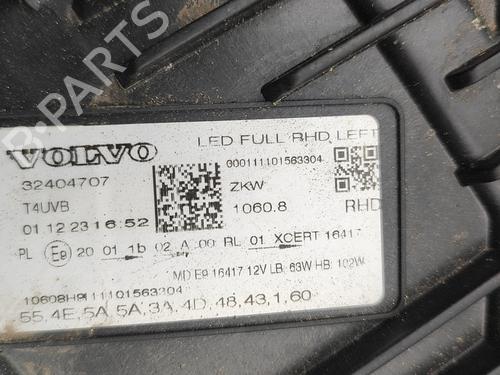 B-PARTS
VOLVO
LED FULL RHD LEFT
000111101563304
32404707
ZKW
T4UVB
1060.8
RHD
01 12 23 16:52
PL E9 20 01 1b 02 A 00 RL 01 XCERT 16417
MD E9 16417 12V LB: 63W HB: 102W
10608H9111101563304
55,4E,5A,5A,3A,4D,48,43,1,60